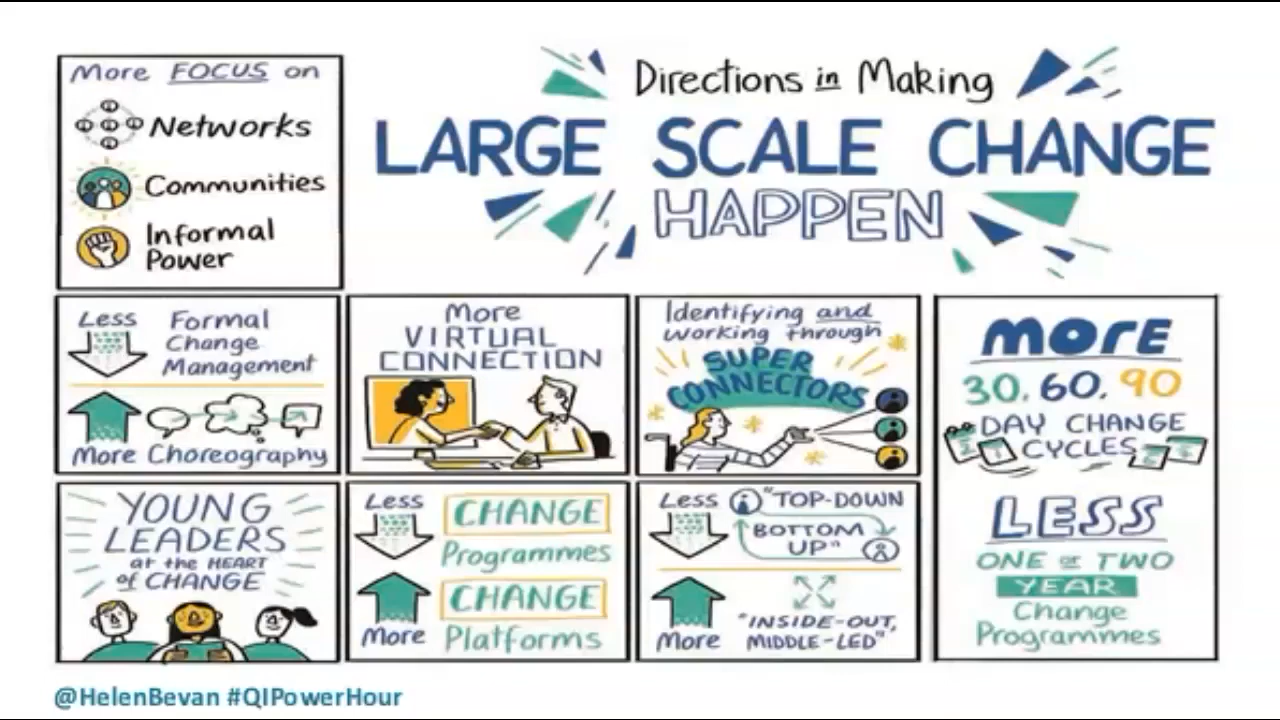 Directions in Making
LARGE SCALE CHANGE
HAPPEN
More FOCUS on
Networks
Communities
Informal
Power
Less Formal
Change
Management
More Choreography
More
VIRTUAL
CONNECTION
Identifying and
working through
SUPER
CONNECTORS
MORE
30, 60, 90
DAY CHANGE
CYCLES
LESS
ONE or TWO
YEAR
Change
Programmes
YOUNG
LEADERS
at the HEART
of CHANGE
Less CHANGE
Programmes
CHANGE
More Platforms
Less "TOP-DOWN
BOTTOM
UP"
"INSIDE-OUT,
More MIDDLE-LED"
@HelenBevan #QIPowerHour